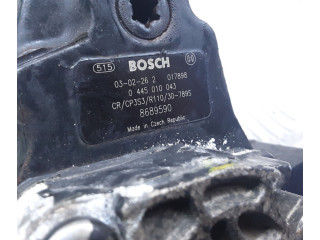 515 BOSCH
03-02-26 2 017898
0 445 010 043
CR/CP3S3/R110/30-789S
8689590
Made in Czech Republic